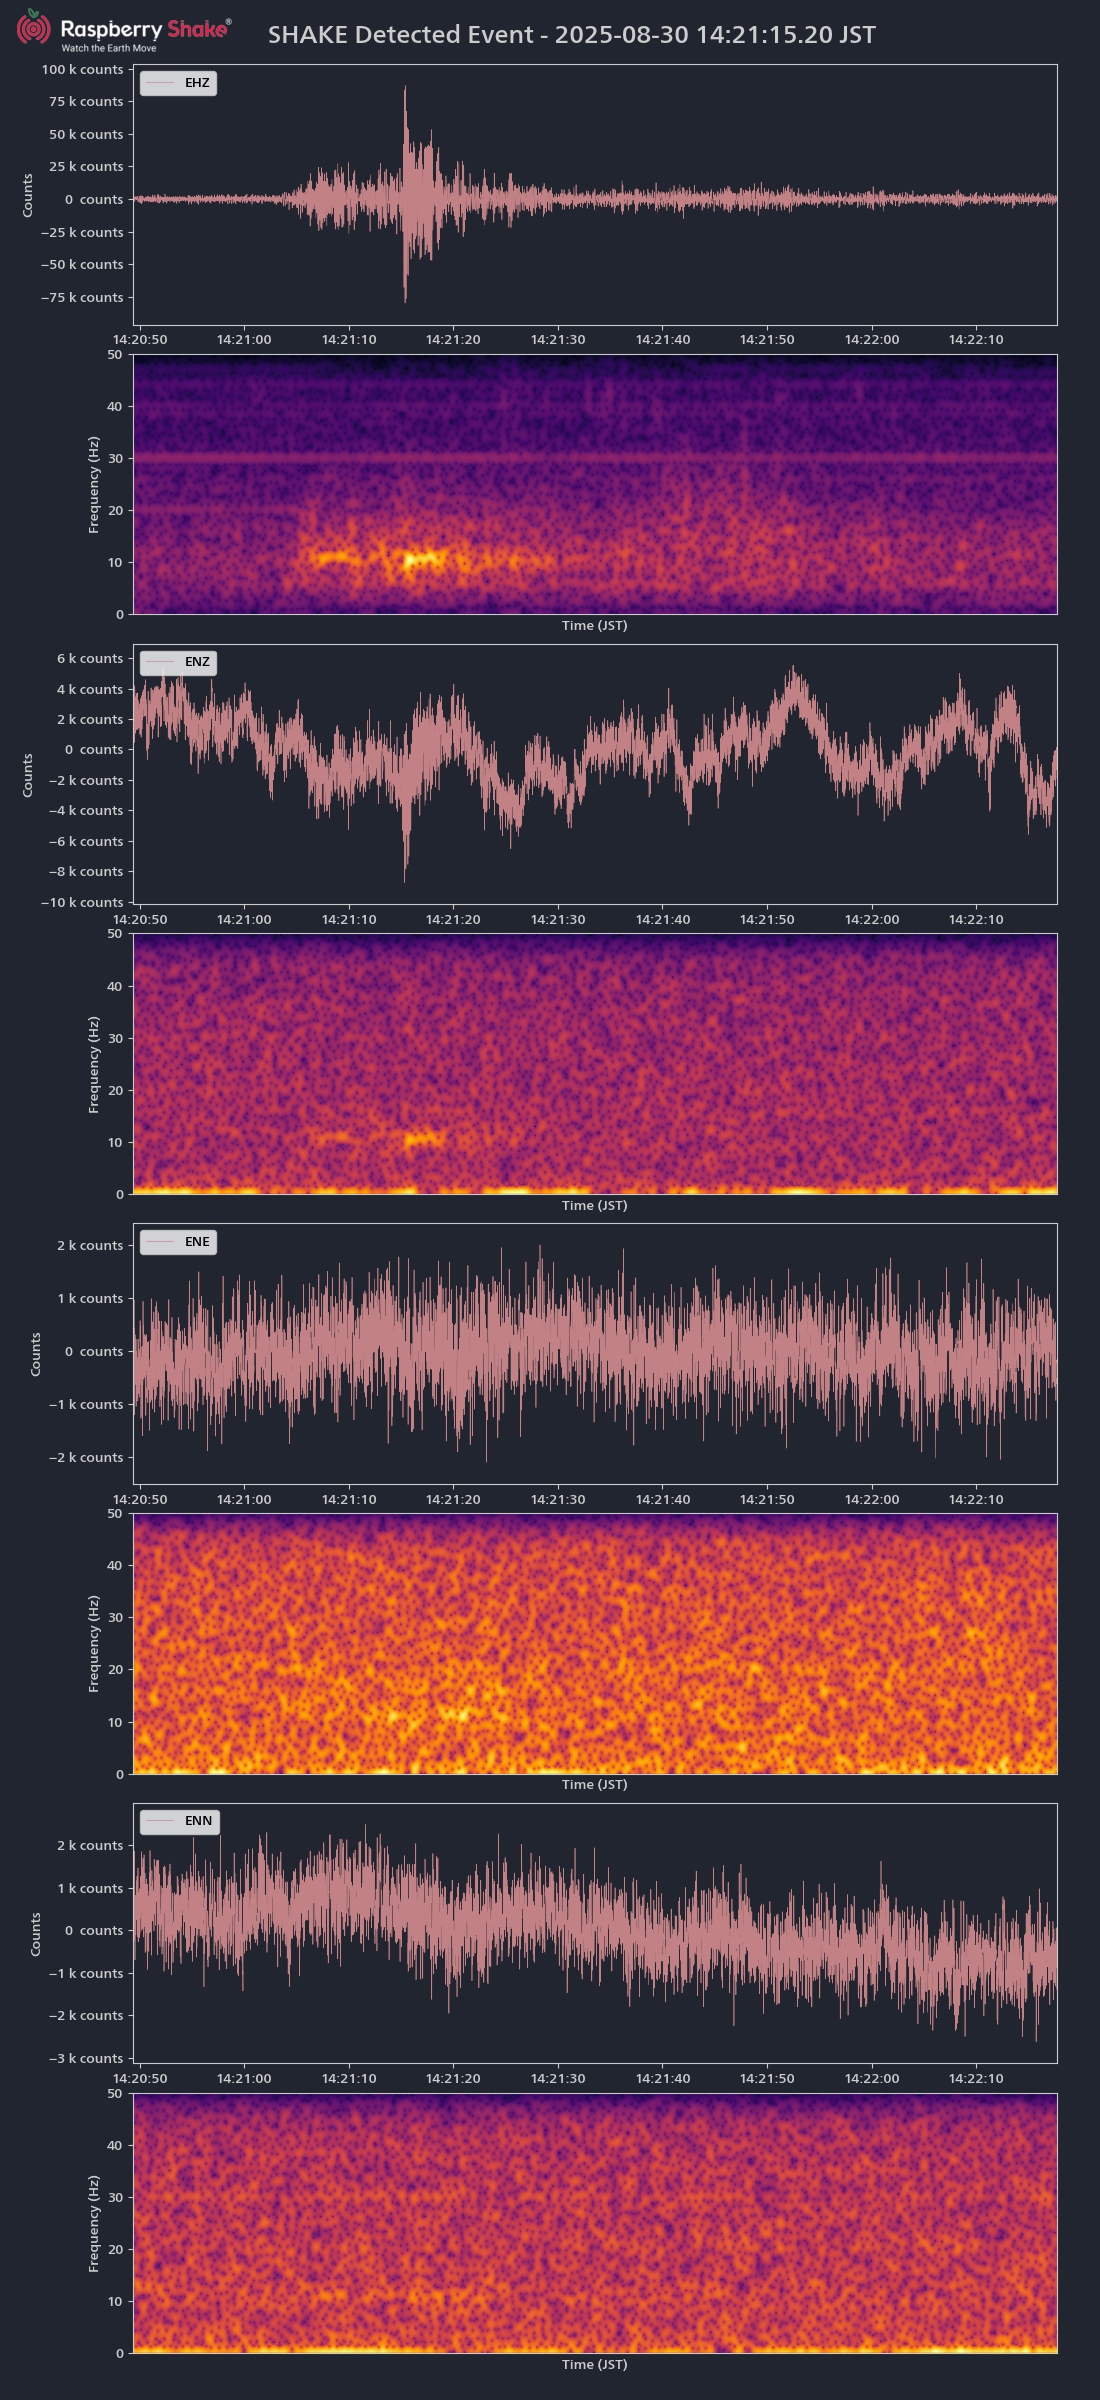 Raspberry Shake®
Watch the Earth Move
SHAKE Detected Event - 2025-08-30 14:21:15.20 JST
EHZ
Counts
100 k counts
75 k counts
50 k counts
25 k counts
0 counts
−25 k counts
−50 k counts
−75 k counts
14:20:50 14:21:00 14:21:10 14:21:20 14:21:30 14:21:40 14:21:50 14:22:00 14:22:10
Frequency (Hz)
50
40
30
20
10
0
Time (JST)
ENZ
Counts
6 k counts
4 k counts
2 k counts
0 counts
−2 k counts
−4 k counts
−6 k counts
−8 k counts
−10 k counts
14:20:50 14:21:00 14:21:10 14:21:20 14:21:30 14:21:40 14:21:50 14:22:00 14:22:10
Frequency (Hz)
50
40
30
20
10
0
Time (JST)
ENE
Counts
2 k counts
1 k counts
0 counts
−1 k counts
−2 k counts
14:20:50 14:21:00 14:21:10 14:21:20 14:21:30 14:21:40 14:21:50 14:22:00 14:22:10
Frequency (Hz)
50
40
30
20
10
0
Time (JST)
ENN
Counts
2 k counts
1 k counts
0 counts
−1 k counts
−2 k counts
−3 k counts
14:20:50 14:21:00 14:21:10 14:21:20 14:21:30 14:21:40 14:21:50 14:22:00 14:22:10
Frequency (Hz)
50
40
30
20
10
0
Time (JST)